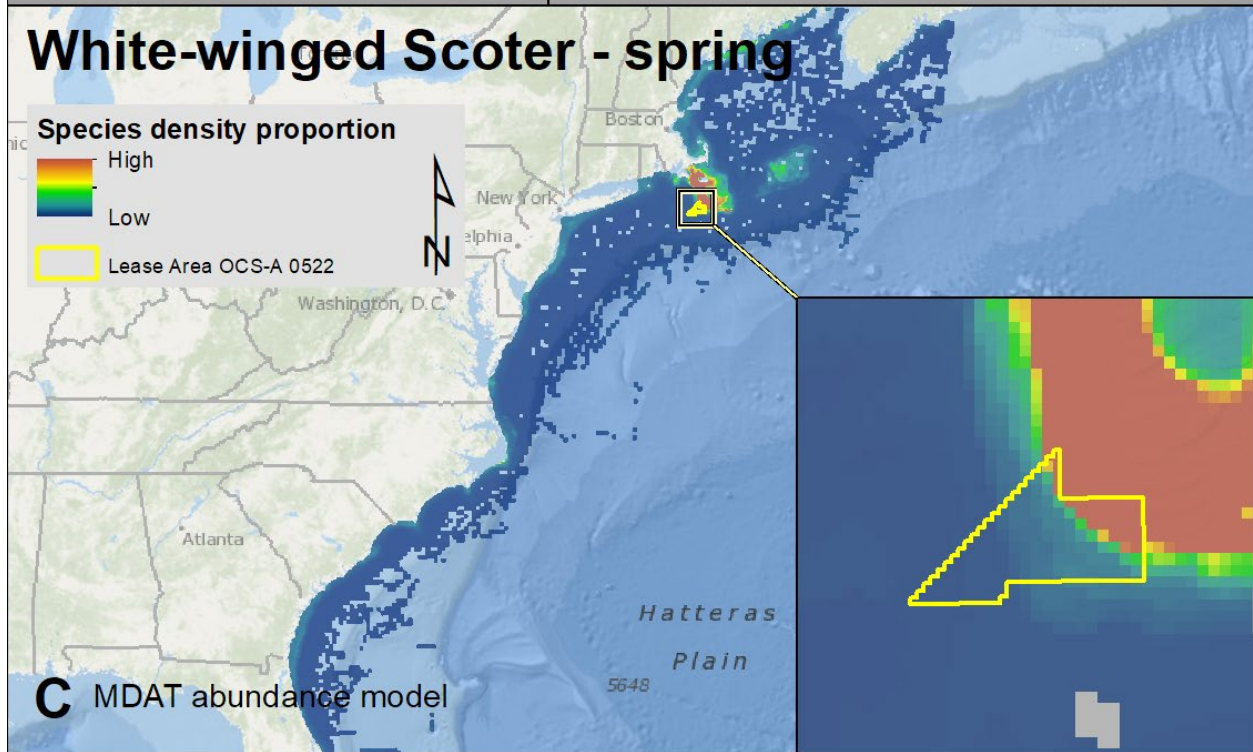 White-winged Scoter - spring
Species density proportion
High
Low
Lease Area OCS-A 0522
N
Boston
New York
elphia
Washington, D.C.
Atlanta
Hatteras
Plain
5648
C MDAT abundance model